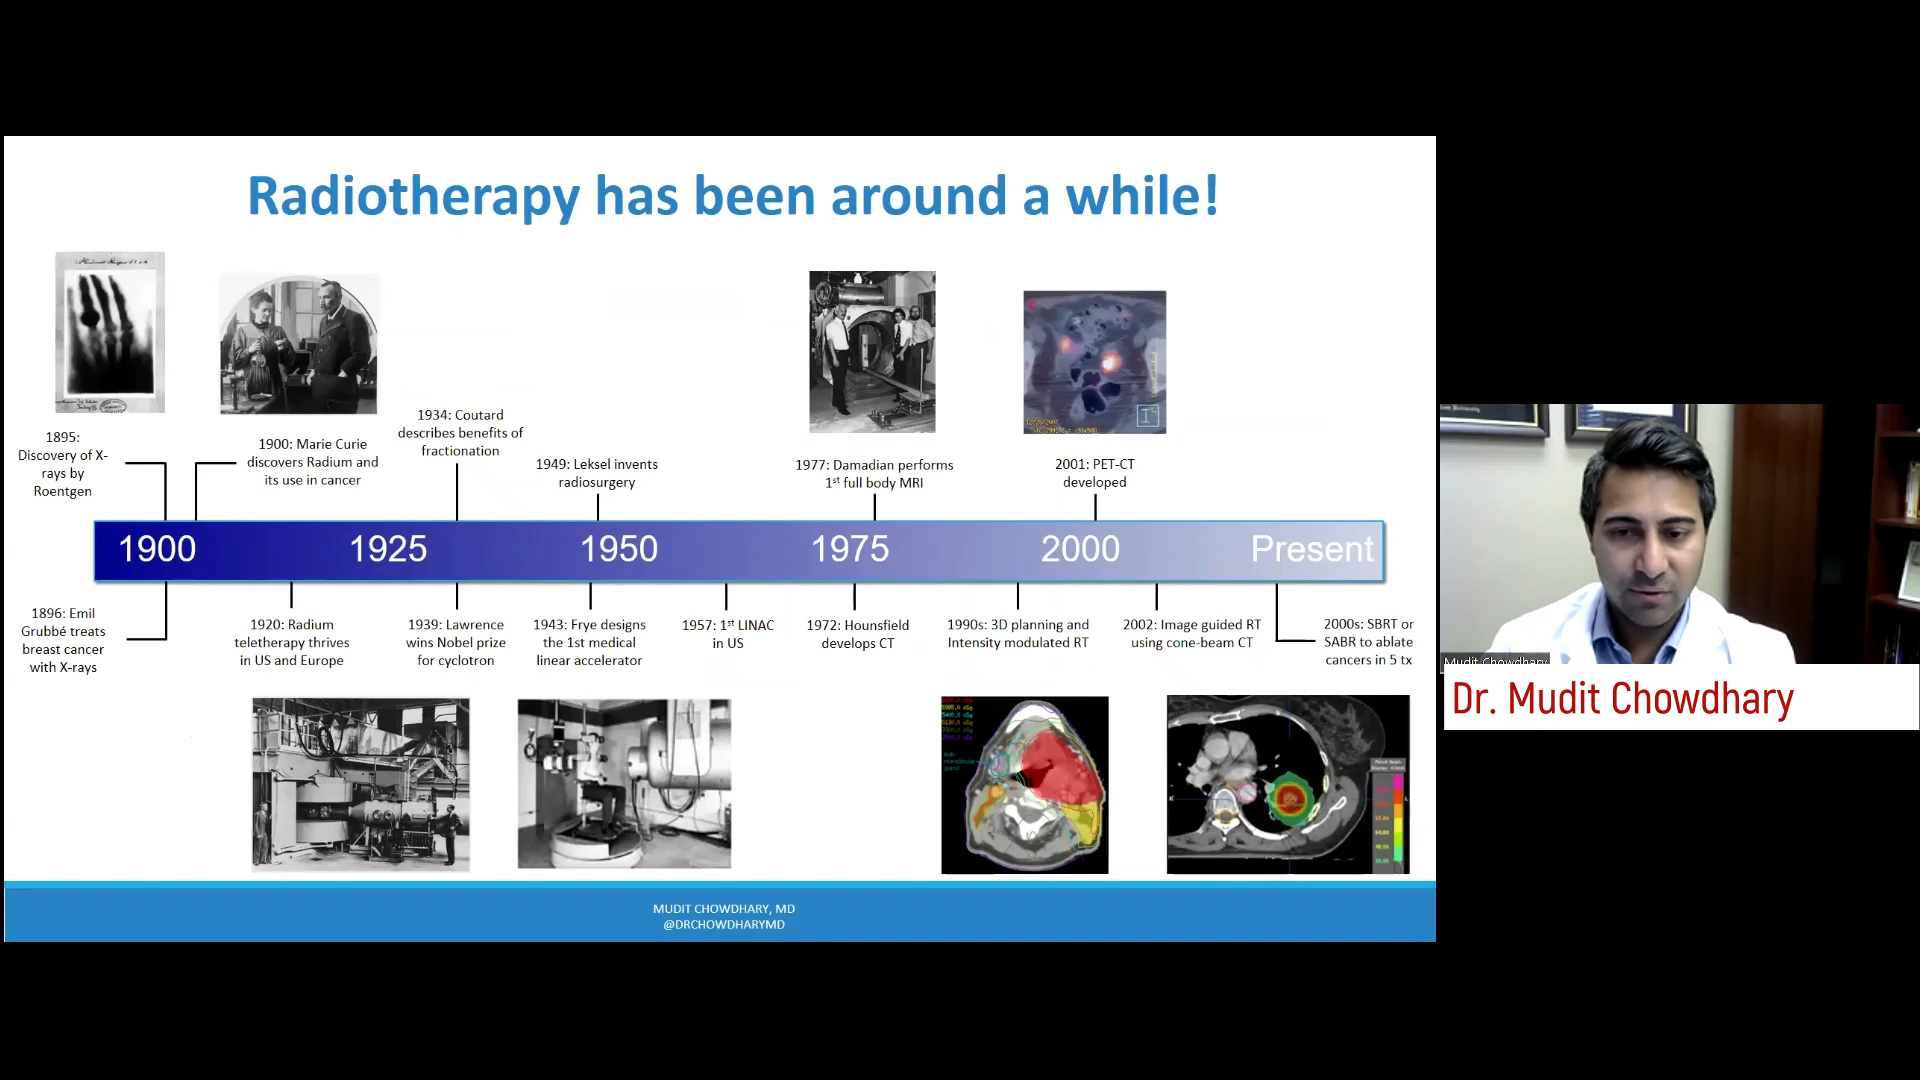 Radiotherapy has been around a while!
1895:
Discovery of X-
rays by
Roentgen
1900: Marie Curie
discovers Radium and
its use in cancer
1934: Coutard
describes benefits of
fractionation
1949: Leksel invents
radiosurgery
1977: Damadian performs
1st full body MRI
2001: PET-CT
developed
1900
1925
1950
1975
2000
Present
1896: Emil
Grubbé treats
breast cancer
with X-rays
1920: Radium
teletherapy thrives
in US and Europe
1939: Lawrence
wins Nobel prize
for cyclotron
1943: Frye designs
the 1st medical
linear accelerator
1957: 1st LINAC
in US
1972: Hounsfield
develops CT
1990s: 3D planning and
Intensity modulated RT
2002: Image guided RT
using cone-beam CT
2000s: SBRT or
SABR to ablate
cancers in 5 tx
MUDIT CHOWDHARY, MD
@DRCHOWDHARYMD
Mudit Chowdhary
Dr. Mudit Chowdhary